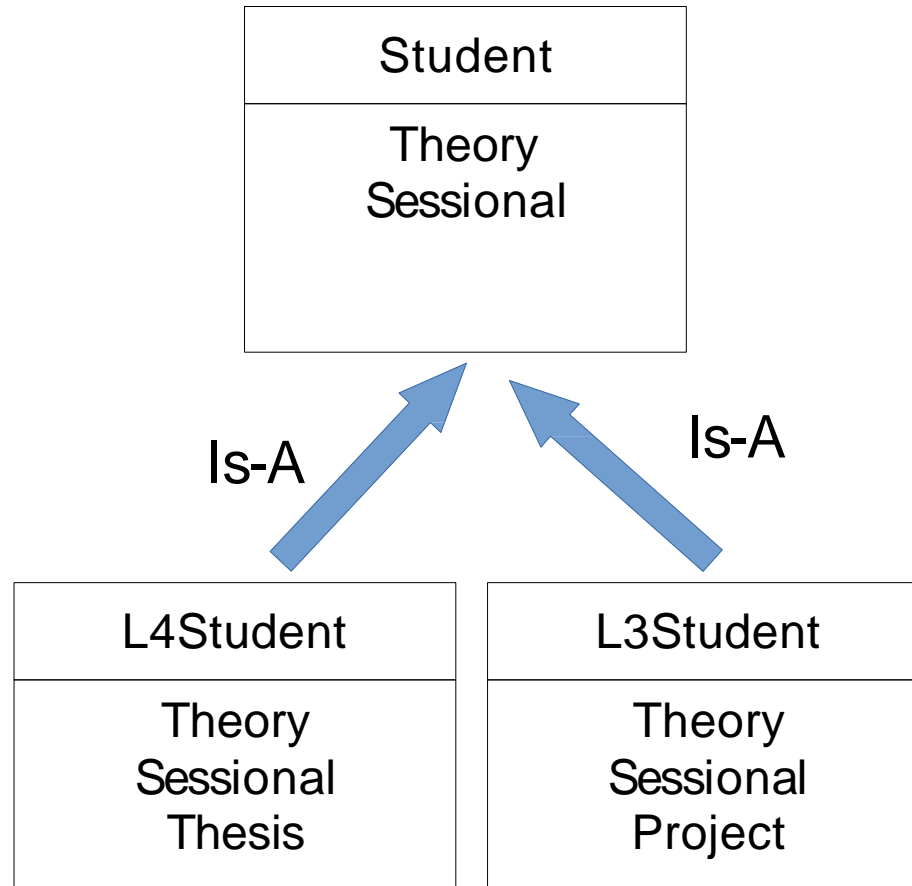 Student
Theory
Sessional
Is-A
Is-A
L4Student
Theory
Sessional
Thesis
L3Student
Theory
Sessional
Project